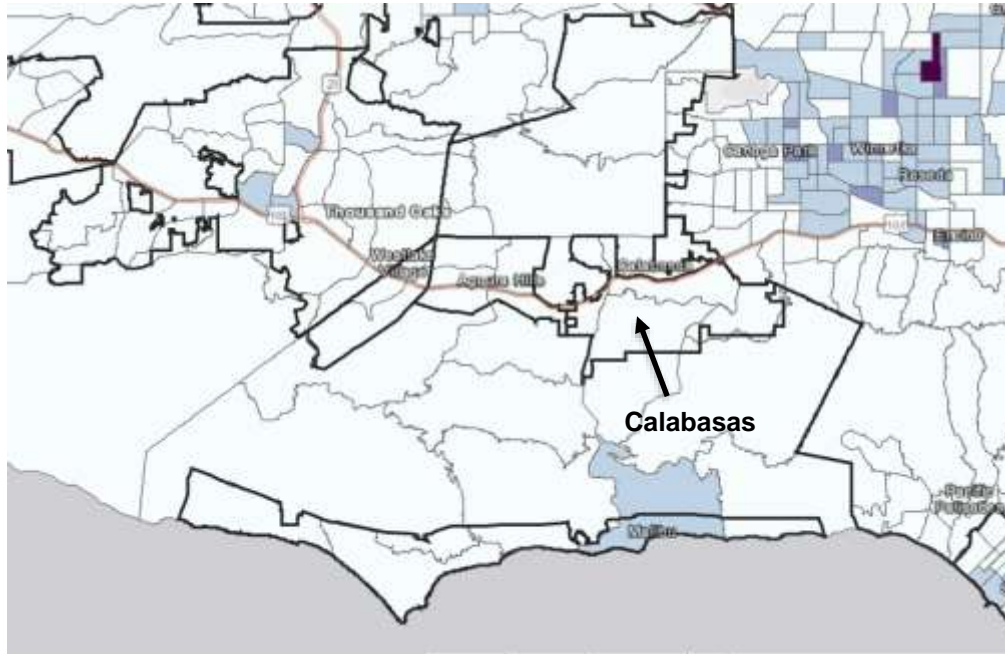 Canoga Park
Winnetka
Reseda
Thousand Oaks
Encino
Westlake
Village
Agoura Hills
Calabasas
Calabasas
Pacific
Palisades
Malibu